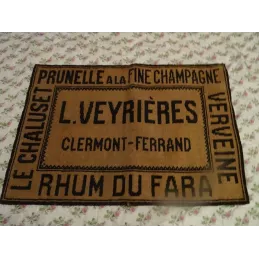 PRUNELLE A LA FINE CHAMPAGNE
VERVEINE
RHUM DU FARA
LE CHALUSET
L. VEYRIÈRES
CLERMONT-FERRAND